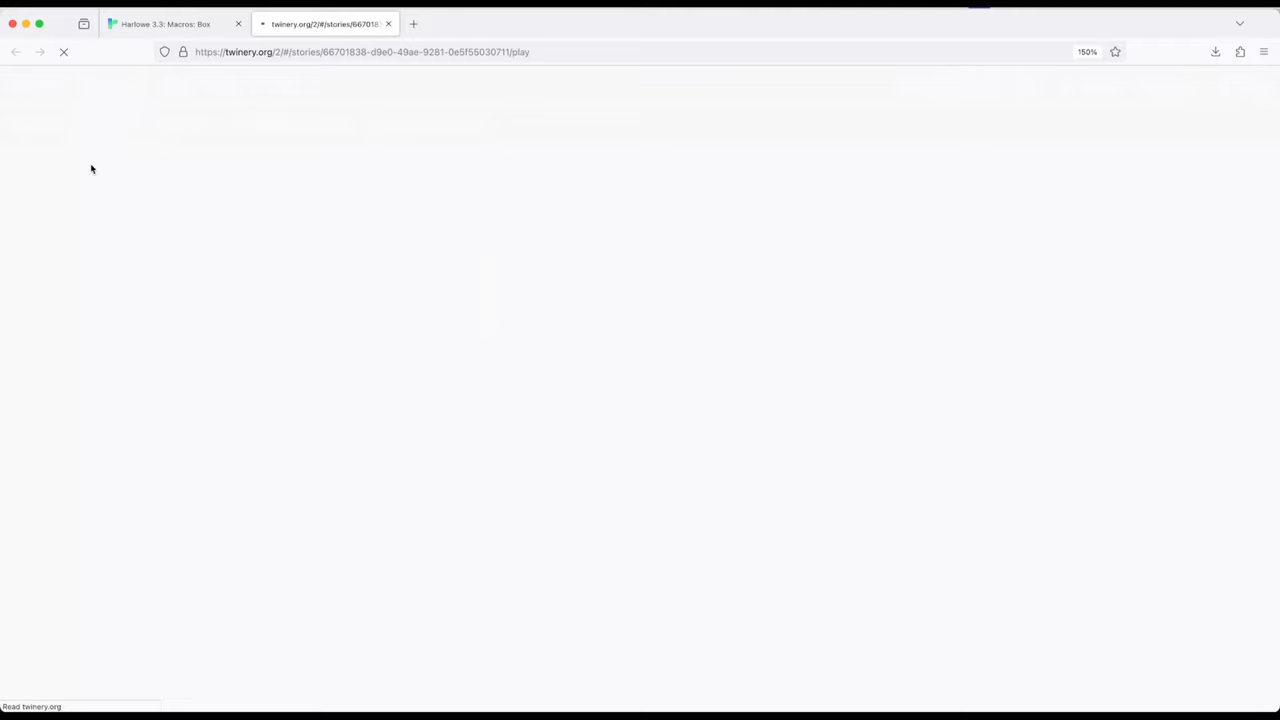 Harlowe 3.3: Macros: Box
twinery.org/2/#/stories/667018
https://twinery.org/2/#/stories/66701838-d9e0-49ae-9281-0e5f55030711/play
150%
Read twinery.org